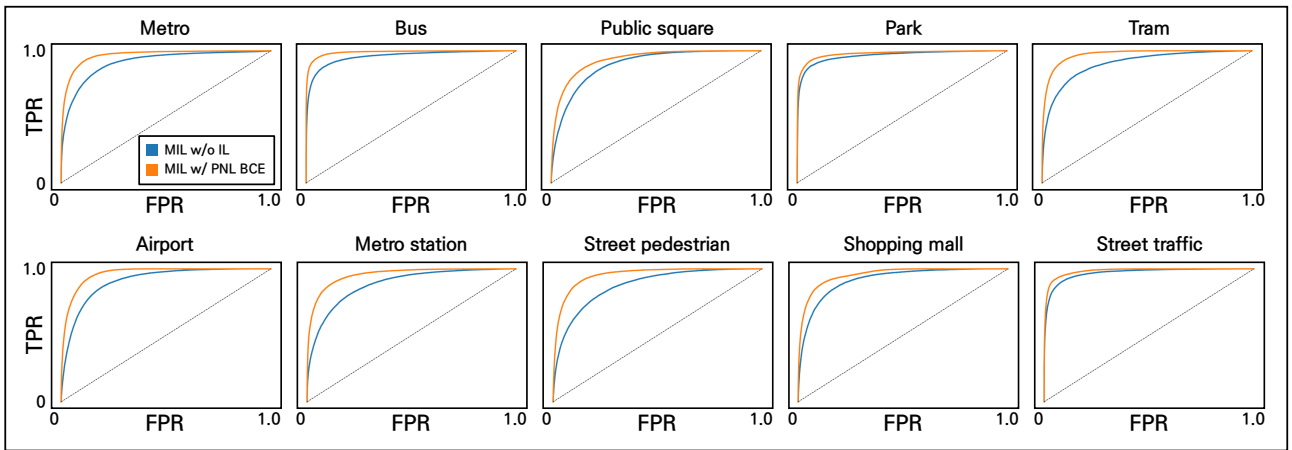 Metro Bus Public square Park Tram
1.0
TPR
MIL w/o IL
MIL w/ PNL BCE
0
0 FPR 1.0 0 FPR 1.0 0 FPR 1.0 0 FPR 1.0 0 FPR 1.0
Airport Metro station Street pedestrian Shopping mall Street traffic
1.0
TPR
0
0 FPR 1.0 0 FPR 1.0 0 FPR 1.0 0 FPR 1.0 0 FPR 1.0